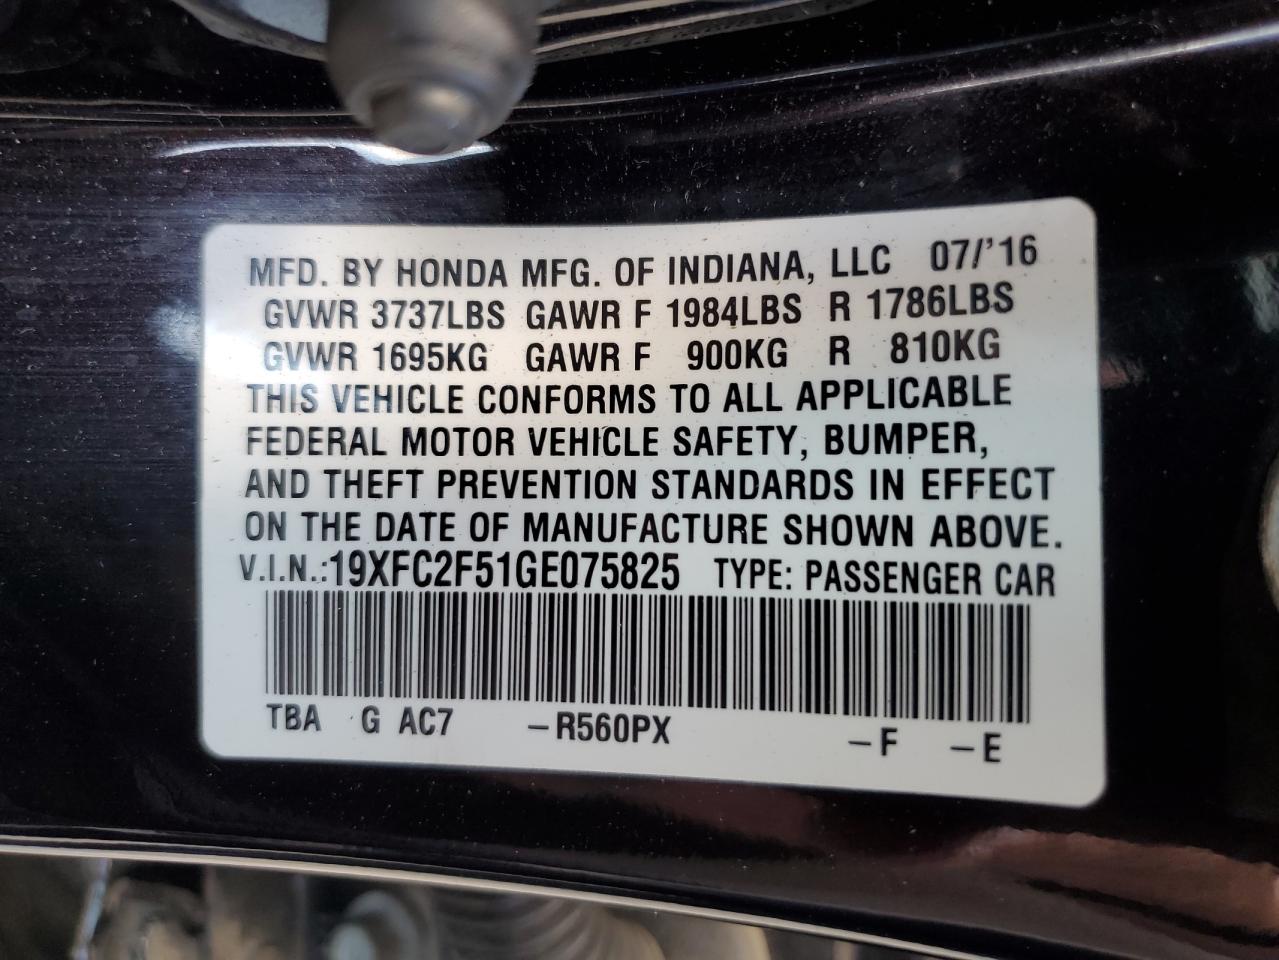 MFD. BY HONDA MFG. OF INDIANA, LLC 07/'16
GVWR 3737LBS GAWR F 1984LBS R 1786LBS
GVWR 1695KG GAWR F 900KG R 810KG
THIS VEHICLE CONFORMS TO ALL APPLICABLE
FEDERAL MOTOR VEHICLE SAFETY, BUMPER,
AND THEFT PREVENTION STANDARDS IN EFFECT
ON THE DATE OF MANUFACTURE SHOWN ABOVE.
V.I.N.:19XFC2F51GE075825 TYPE: PASSENGER CAR
TBA G AC7 -R560PX -F -E